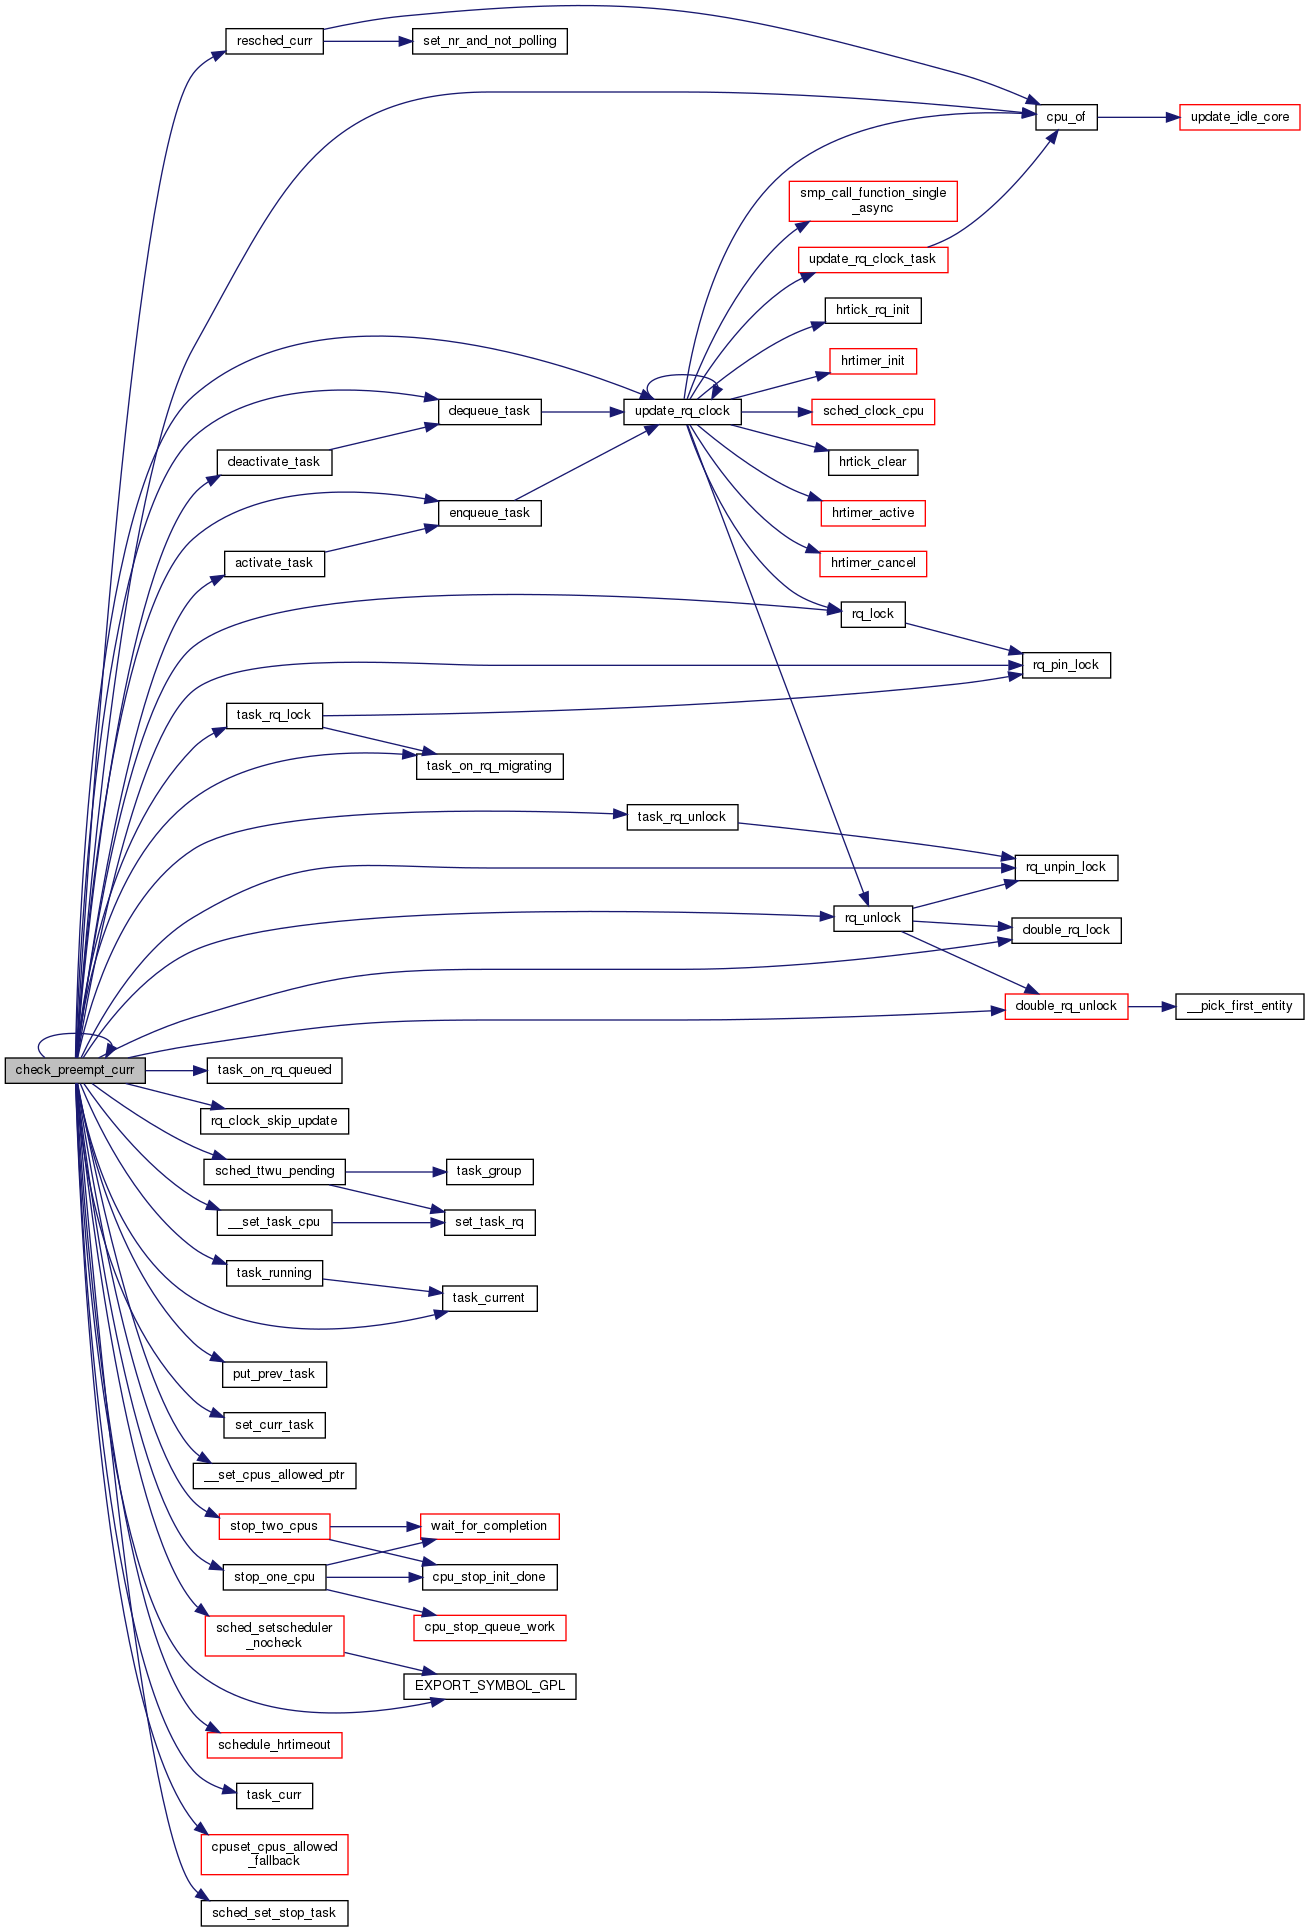 resched_curr
set_nr_and_not_polling
cpu_of
update_idle_core
smp_call_function_single
_async
update_rq_clock_task
hrtick_rq_init
hrtimer_init
dequeue_task
update_rq_clock
sched_clock_cpu
deactivate_task
hrtick_clear
enqueue_task
hrtimer_active
activate_task
hrtimer_cancel
rq_lock
rq_pin_lock
task_rq_lock
task_on_rq_migrating
task_rq_unlock
rq_unpin_lock
rq_unlock
double_rq_lock
double_rq_unlock
__pick_first_entity
check_preempt_curr
task_on_rq_queued
rq_clock_skip_update
sched_ttwu_pending
task_group
__set_task_cpu
set_task_rq
task_running
task_current
put_prev_task
set_curr_task
__set_cpus_allowed_ptr
stop_two_cpus
wait_for_completion
stop_one_cpu
cpu_stop_init_done
sched_setscheduler
_nocheck
cpu_stop_queue_work
EXPORT_SYMBOL_GPL
schedule_hrtimeout
task_curr
cpuset_cpus_allowed
_fallback
sched_set_stop_task